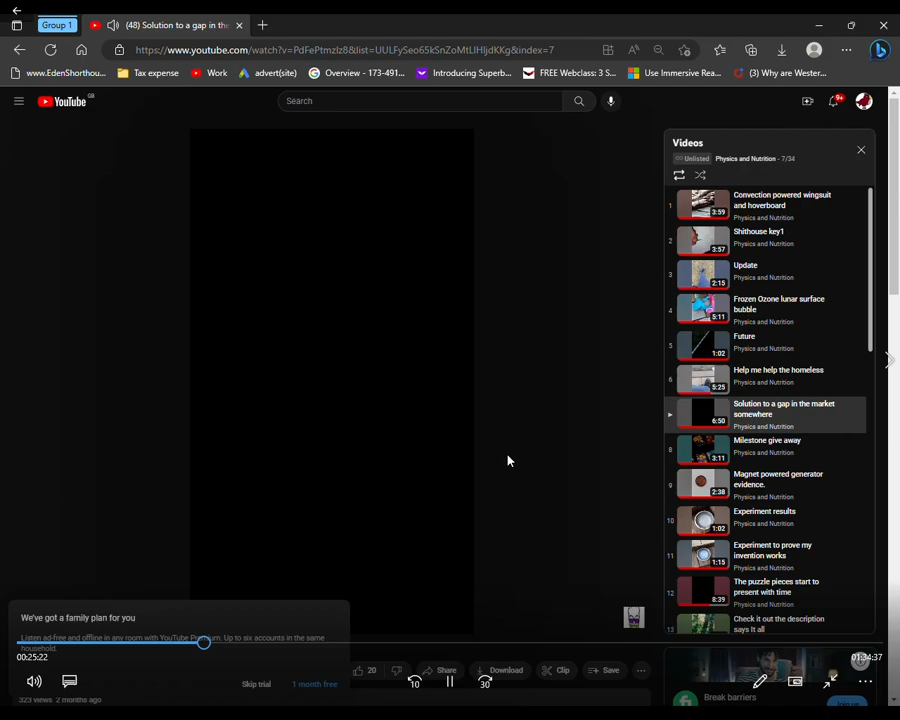 Group 1
(48) Solution to a gap in the
https://www.youtube.com/watch?v=PdFePtmzIz8&list=UULFySeo65kSnZoMtLIHljdKKg&index=7
www.EdenShorthou...
Tax expense
Work
advert(site)
Overview - 173-491...
Introducing Superb...
FREE Webclass: 3 S...
Use Immersive Rea...
(3) Why are Wester...
YouTube GB
Search
9+
Videos
Unlisted
Physics and Nutrition - 7/34
1
Convection powered wingsuit
and hoverboard
3:59
Physics and Nutrition
2
Shithouse key1
3:57
Physics and Nutrition
3
Update
2:15
Physics and Nutrition
4
Frozen Ozone lunar surface
bubble
5:11
Physics and Nutrition
5
Future
1:02
Physics and Nutrition
6
Help me help the homeless
5:25
Physics and Nutrition
Solution to a gap in the market
somewhere
6:50
Physics and Nutrition
8
Milestone give away
3:11
Physics and Nutrition
9
Magnet powered generator
evidence.
2:38
Physics and Nutrition
10
Experiment results
1:02
Physics and Nutrition
11
Experiment to prove my
invention works
1:15
Physics and Nutrition
12
The puzzle pieces start to
present with time
8:39
Physics and Nutrition
13
Check it out the description
says It all
We've got a family plan for you
Listen ad-free and offline in any room with YouTube Premium. Up to six accounts in the same
household.
00:25:22
01:34:37
Skip trial
1 month free
20
Share
Download
Clip
Save
10
30
323 views 2 months ago
Break barriers